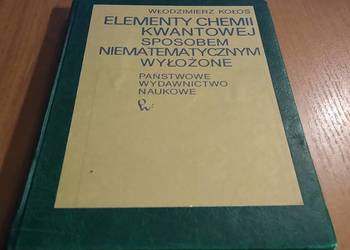 WŁODZIMIERZ KOŁOS
ELEMENTY CHEMII
KWANTOWEJ
SPOSOBEM
NIEMATEMATYCZNYM
WYŁOŻONE
PAŃSTWOWE
WYDAWNICTWO
NAUKOWE